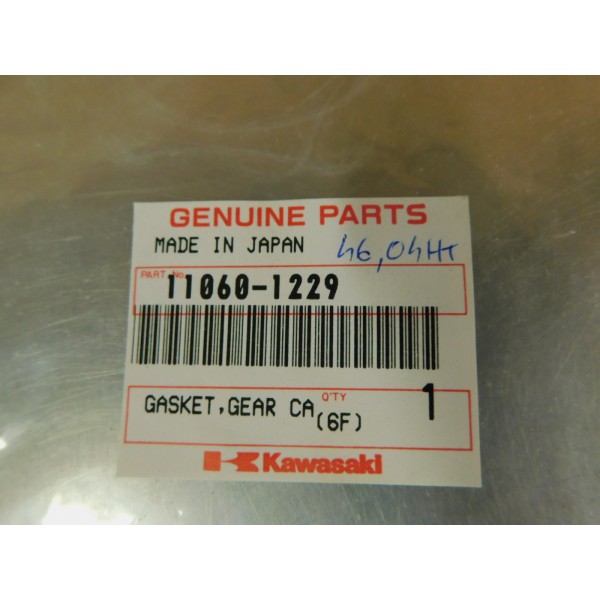 GENUINE PARTS
MADE IN JAPAN 46,04Ht
PART No.
11060-1229
GASKET,GEAR CA(6F) Q'TY 1
Kawasaki